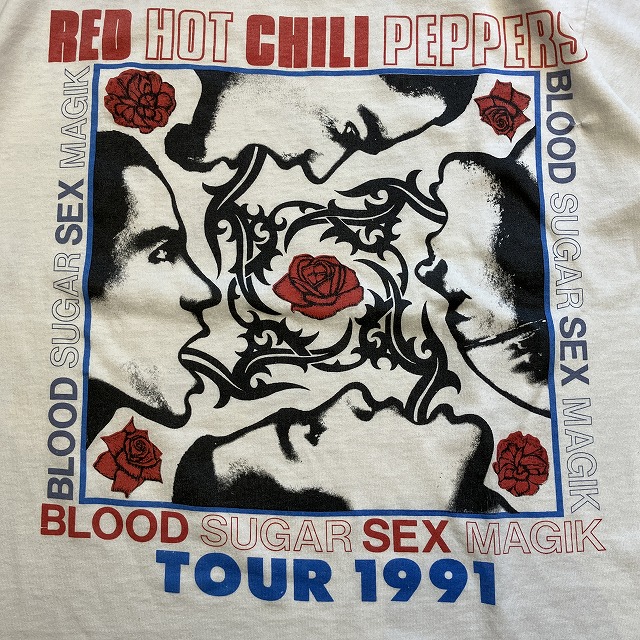 RED HOT CHILI PEPPERS
BLOOD SUGAR SEX MAGIK
BLOOD SUGAR SEX MAGIK
BLOOD SUGAR SEX MAGIK
TOUR 1991